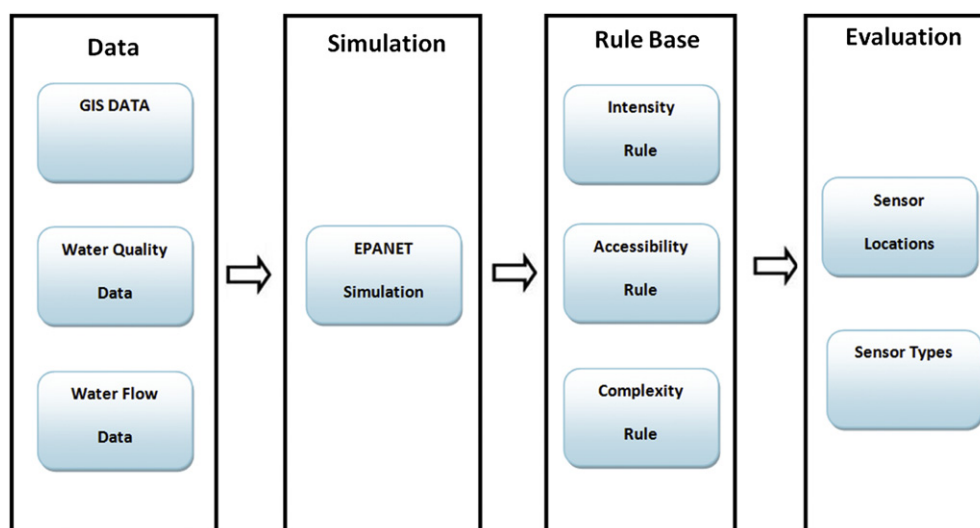 Data
GIS DATA
Water Quality
Data
Water Flow
Data
Simulation
EPANET
Simulation
Rule Base
Intensity
Rule
Accessibility
Rule
Complexity
Rule
Evaluation
Sensor
Locations
Sensor Types